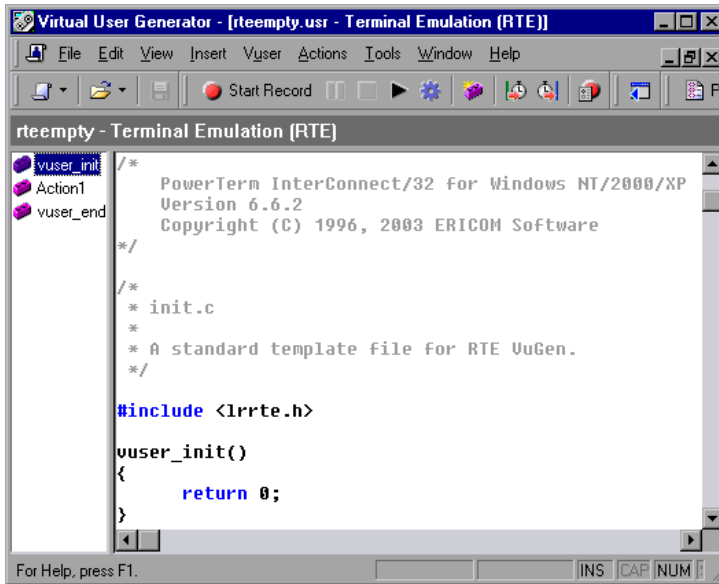 Virtual User Generator - [rteempty.usr - Terminal Emulation (RTE)]
File Edit View Insert Vuser Actions Tools Window Help
Start Record P
rteempty - Terminal Emulation (RTE)
vuser_init
Action1
vuser_end
/*
PowerTerm InterConnect/32 for Windows NT/2000/XP
Version 6.6.2
Copyright (C) 1996, 2003 ERICOM Software
*/
/*
* init.c
*
* A standard template file for RTE VuGen.
*/
#include <lrrte.h>
vuser_init()
{
return 0;
}
For Help, press F1. INS CAP NUM